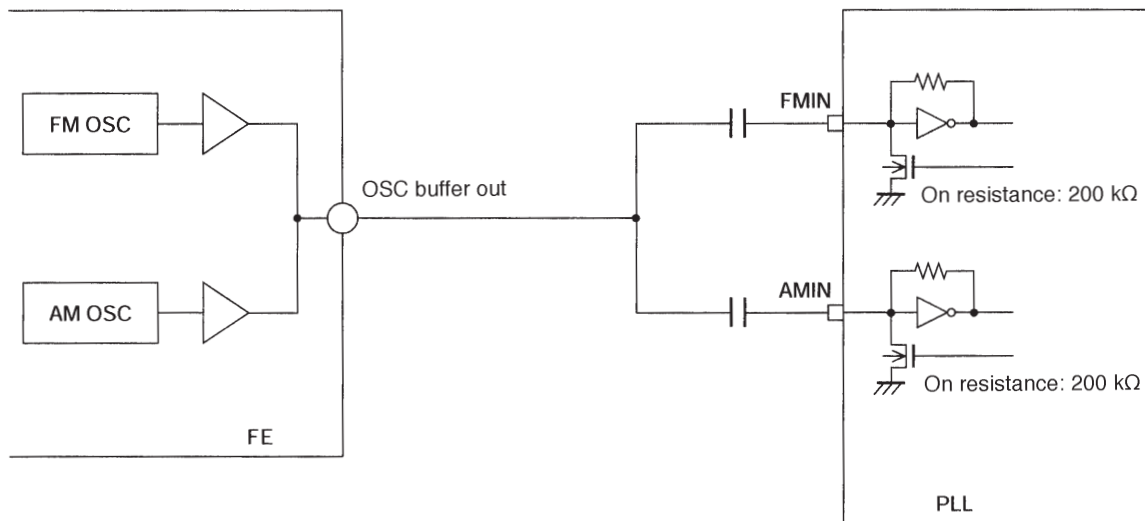 FM OSC
FMIN
OSC buffer out
On resistance: 200 kΩ
AMIN
AM OSC
On resistance: 200 kΩ
FE
PLL